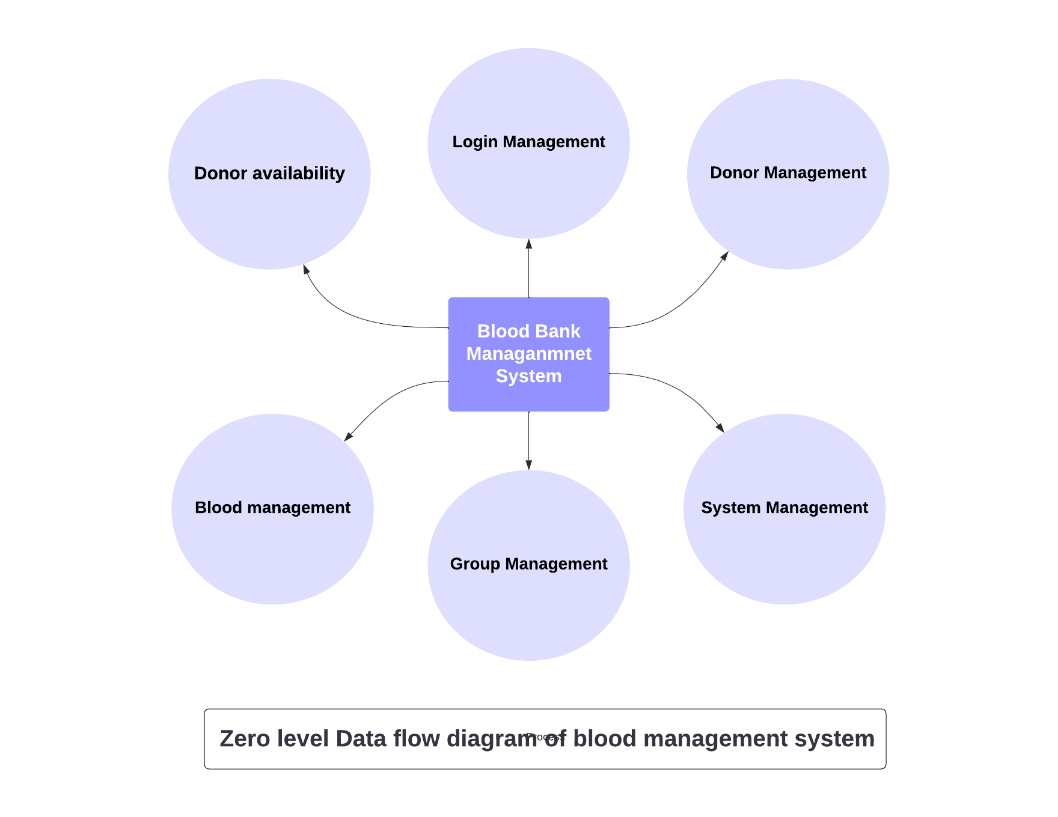 Login Management
Donor availability
Donor Management
Blood Bank
Managanmnet
System
Blood management
System Management
Group Management
Zero level Data flow diagram of blood management system
Process